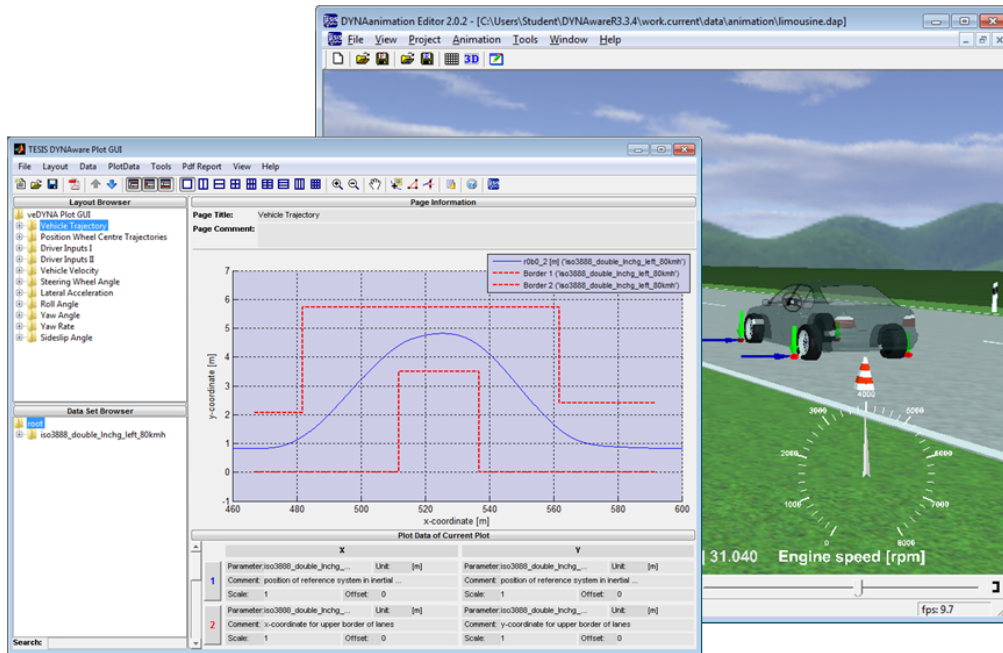 DYNAanimation Editor 2.0.2 - [C:\Users\Student\DYNAwareR3.3.4\work.current\data\animation\limousine.dap]
File View Project Animation Tools Window Help
3D
TESIS DYNAware Plot GUI
File Layout Data PlotData Tools Pdf Report View Help
Layout Browser
veDYNA Plot GUI
Vehicle Trajectory
Position Wheel Centre Trajectories
Driver Inputs I
Driver Inputs II
Vehicle Velocity
Steering Wheel Angle
Lateral Acceleration
Roll Angle
Yaw Angle
Yaw Rate
Sideslip Angle
Data Set Browser
root
iso3888_double_lnchg_left_80kmh
Search:
Page Information
Page Title: Vehicle Trajectory
Page Comment:
r0b0_2 [m] ('iso3888_double_lnchg_left_80kmh')
Border 1 ('iso3888_double_lnchg_left_80kmh')
Border 2 ('iso3888_double_lnchg_left_80kmh')
y-coordinate [m]
7
6
5
4
3
2
1
0
-1
460 480 500 520 540 560 580 600
x-coordinate [m]
Plot Data of Current Plot
X Y
1
Parameter: iso3888_double_lnchg_... Unit: [m] Parameter: iso3888_double_lnchg_... Unit: [m]
Comment: position of reference system in inertial ... Comment: position of reference system in inertial ...
Scale: 1 Offset: 0 Scale: 1 Offset: 0
2
Parameter: iso3888_double_lnchg_... Unit: [m] Parameter: iso3888_double_lnchg_... Unit: [m]
Comment: x-coordinate for upper border of lanes Comment: y-coordinate for upper border of lanes
Scale: 1 Offset: 0 Scale: 1 Offset: 0
0
1000
2000
3000
4000
5000
6000
7000
8000
31.040 Engine speed [rpm]
fps: 9.7